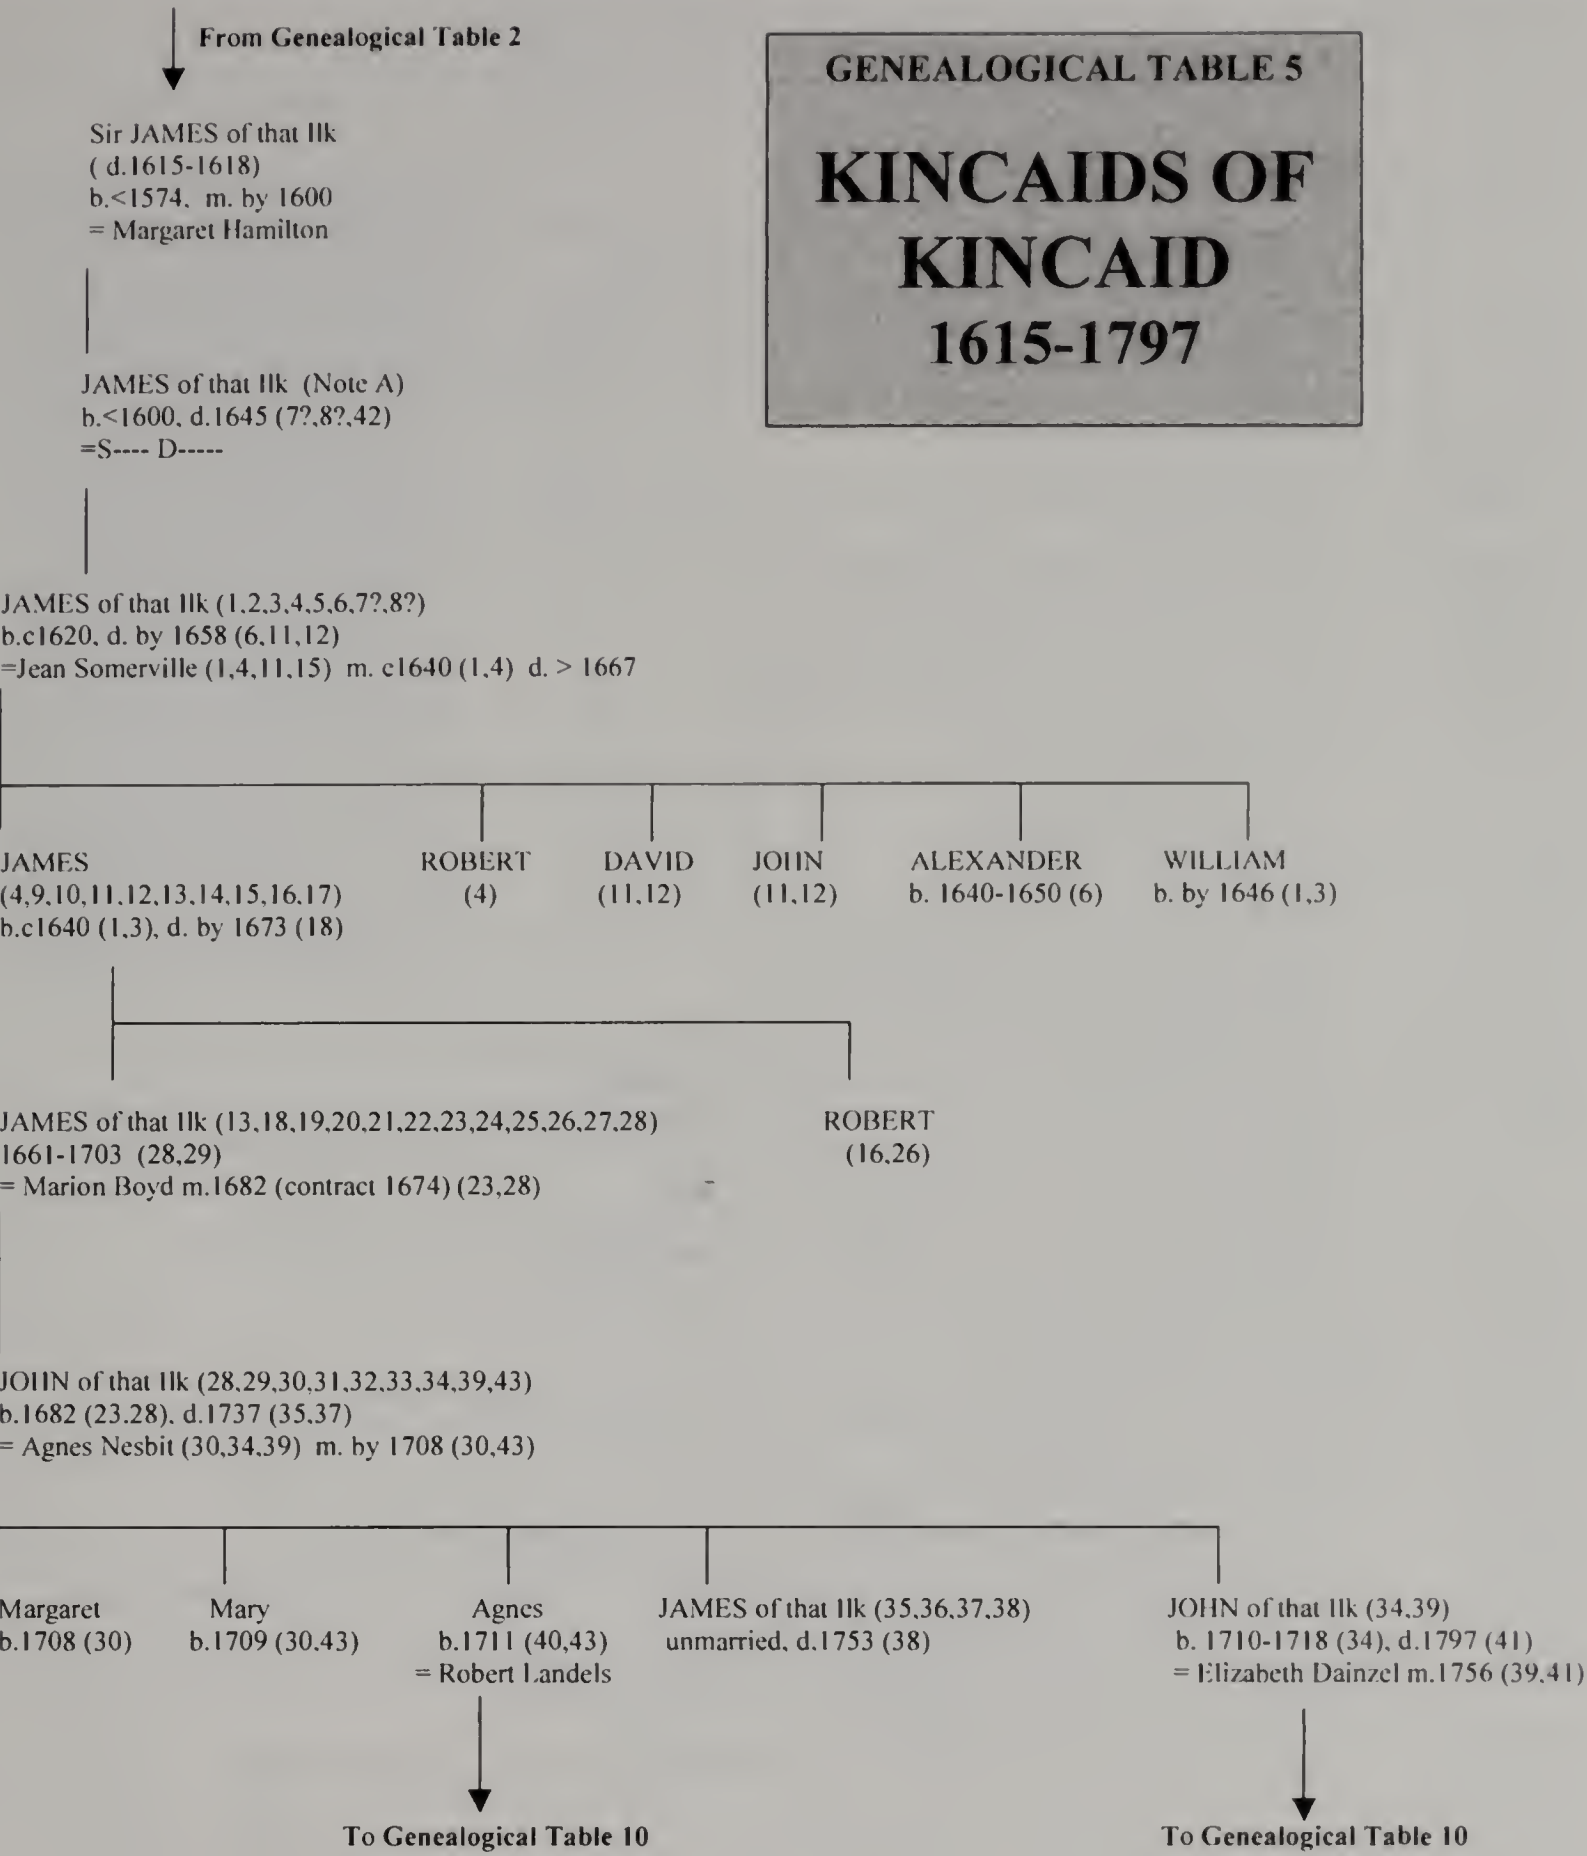 From Genealogical Table 2
GENEALOGICAL TABLE 5
KINCAIDS OF
KINCAID
1615-1797
Sir JAMES of that Ilk
( d.1615-1618)
b.<1574, m. by 1600
= Margaret Hamilton
JAMES of that Ilk (Note A)
b.<1600, d.1645 (7?,8?,42)
=S---- D-----
JAMES of that Ilk (1,2,3,4,5,6,7?,8?)
b.c1620, d. by 1658 (6,11,12)
=Jean Somerville (1,4,11,15) m. c1640 (1,4) d. > 1667
JAMES
(4,9,10,11,12,13,14,15,16,17)
b.c1640 (1,3), d. by 1673 (18)
ROBERT
(4)
DAVID
(11,12)
JOHN
(11,12)
ALEXANDER
b. 1640-1650 (6)
WILLIAM
b. by 1646 (1,3)
JAMES of that Ilk (13,18,19,20,21,22,23,24,25,26,27,28)
1661-1703 (28,29)
= Marion Boyd m.1682 (contract 1674) (23,28)
ROBERT
(16,26)
JOHN of that Ilk (28,29,30,31,32,33,34,39,43)
b.1682 (23.28), d.1737 (35,37)
= Agnes Nesbit (30,34,39) m. by 1708 (30,43)
Margaret
b.1708 (30)
Mary
b.1709 (30.43)
Agnes
b.1711 (40,43)
= Robert Landels
JAMES of that Ilk (35,36,37,38)
unmarried, d.1753 (38)
JOHN of that Ilk (34,39)
b. 1710-1718 (34), d.1797 (41)
= Elizabeth Dainzel m.1756 (39,41)
To Genealogical Table 10
To Genealogical Table 10